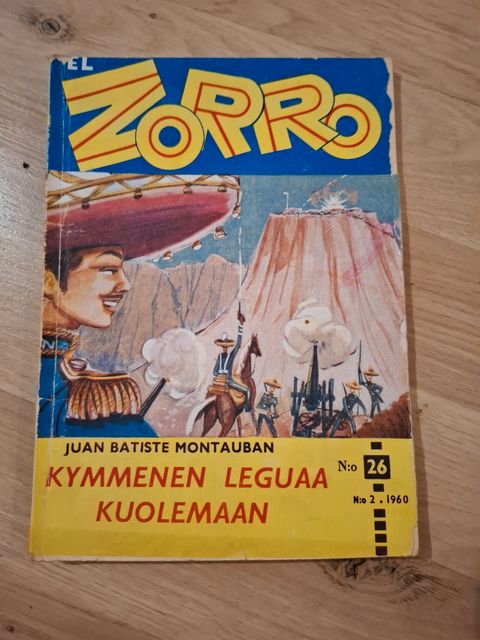 EL
ZORRO
JUAN BATISTE MONTAUBAN
KYMMENEN LEGUAA
KUOLEMAAN
N:o 26
N:o 2 . 1960